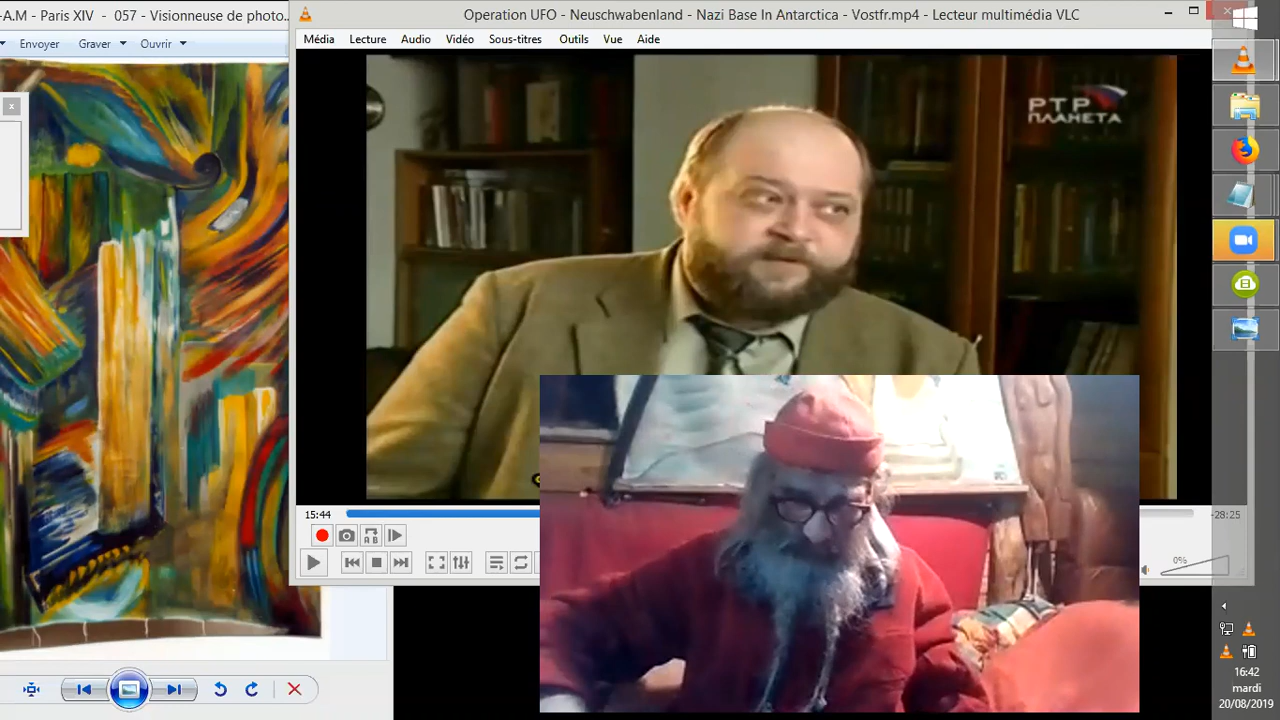 -A.M - Paris XIV - 057 - Visionneuse de photo...
Envoyer Graver Ouvrir
x
Operation UFO - Neuschwabenland - Nazi Base In Antarctica - Vostfr.mp4 - Lecteur multimédia VLC
Média Lecture Audio Vidéo Sous-titres Outils Vue Aide
РТР
ПЛАНЕТА
15:44
-28:25
A B
0%
16:42
mardi
20/08/2019